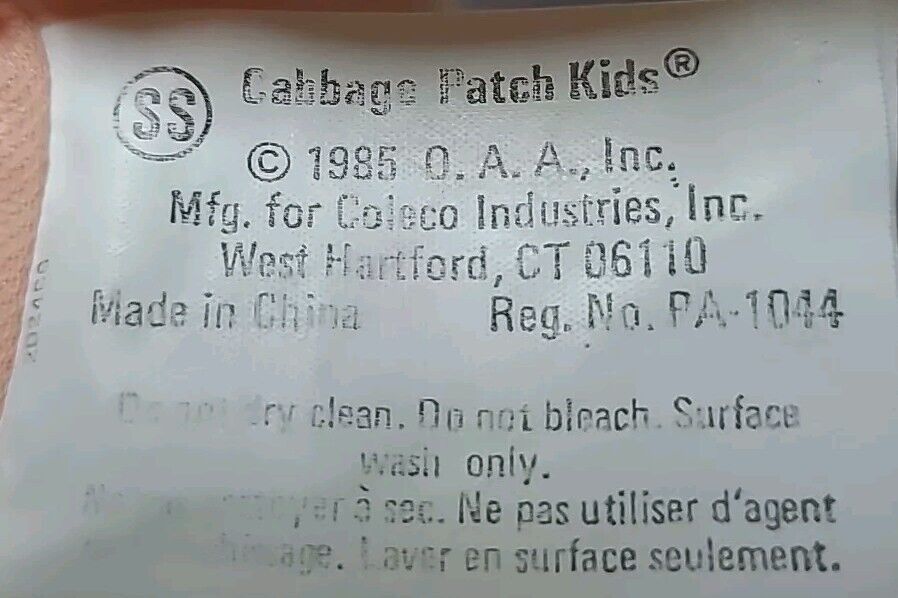 SS Cabbage Patch Kids®
© 1985 O. A. A., Inc.
Mfg. for Coleco Industries, Inc.
West Hartford, CT 06110
Made in China Reg. No. PA-1044
Do not dry clean. Do not bleach. Surface
wash only.
à sec. Ne pas utiliser d'agent
Laver en surface seulement.